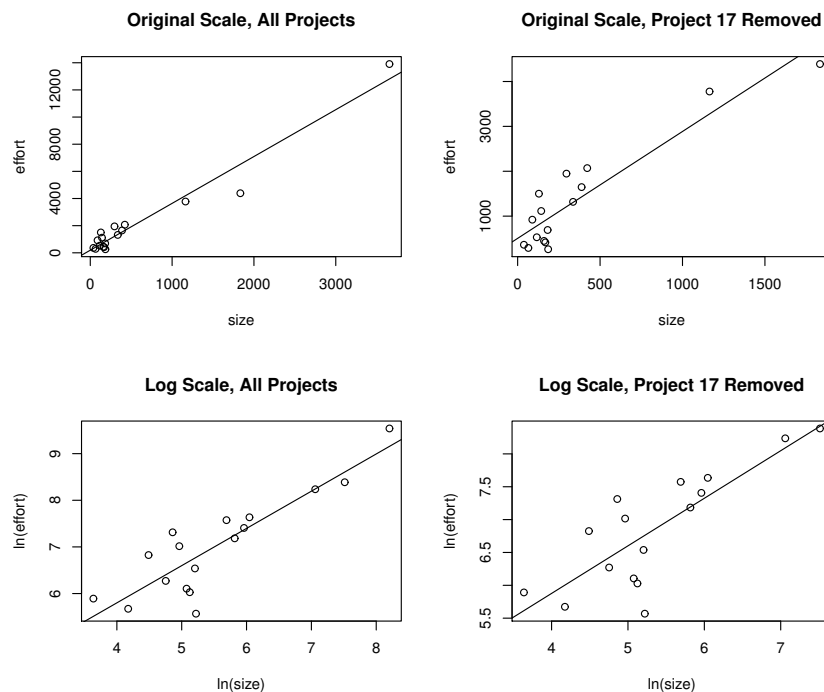 Original Scale, All Projects
effort
0 4000 8000 12000
0 1000 2000 3000
size
Original Scale, Project 17 Removed
effort
1000 3000
0 500 1000 1500
size
Log Scale, All Projects
ln(effort)
6 7 8 9
4 5 6 7 8
ln(size)
Log Scale, Project 17 Removed
ln(effort)
5.5 6.5 7.5
4 5 6 7
ln(size)